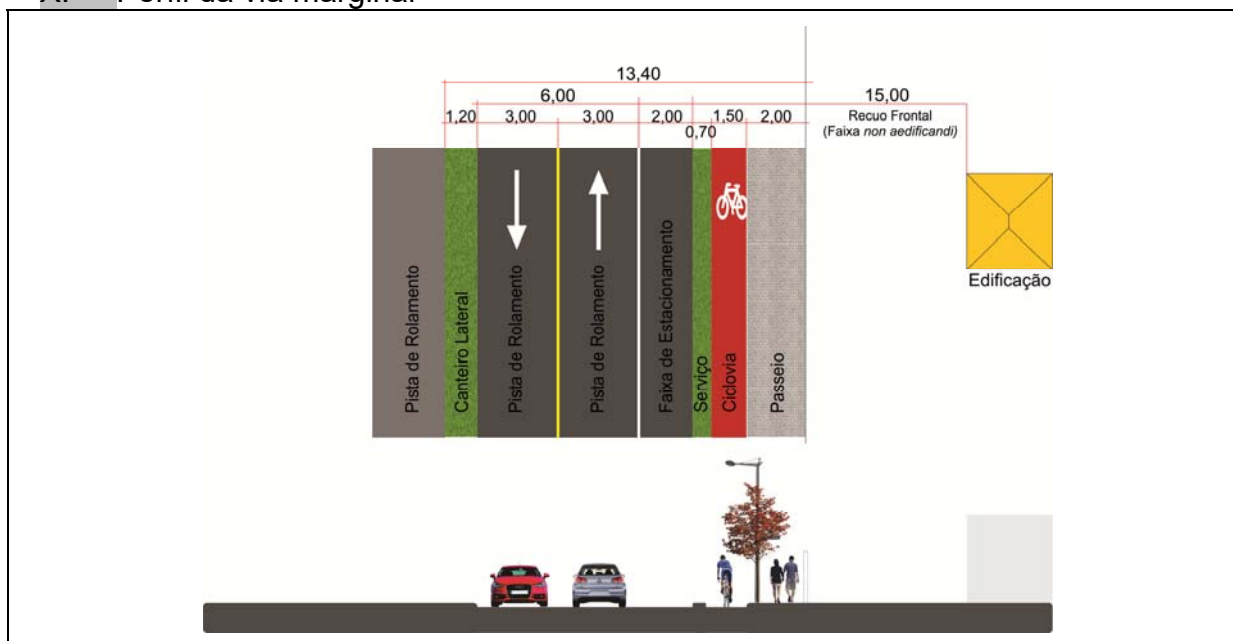 Perfil da via marginal
13,40
6,00
15,00
1,20
3,00
3,00
2,00
0,70
1,50
2,00
Recuo Frontal
(Faixa non aedificandi)
Pista de Rolamento
Canteiro Lateral
Pista de Rolamento
Pista de Rolamento
Faixa de Estacionamento
Serviço
Ciclovia
Passeio
Edificação